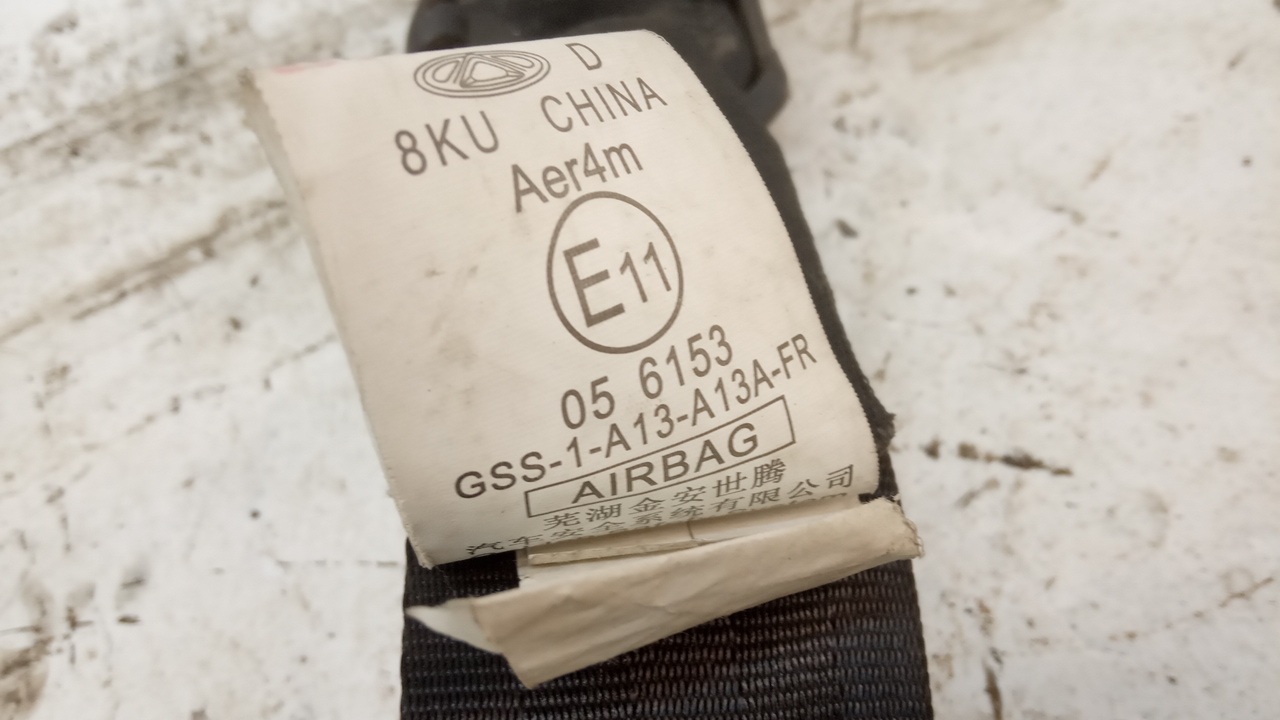 D
8KU CHINA
Aer4m
E11
05 6153
GSS-1-A13-A13A-FR
AIRBAG
芜湖金安世腾
汽车安全系统有限公司